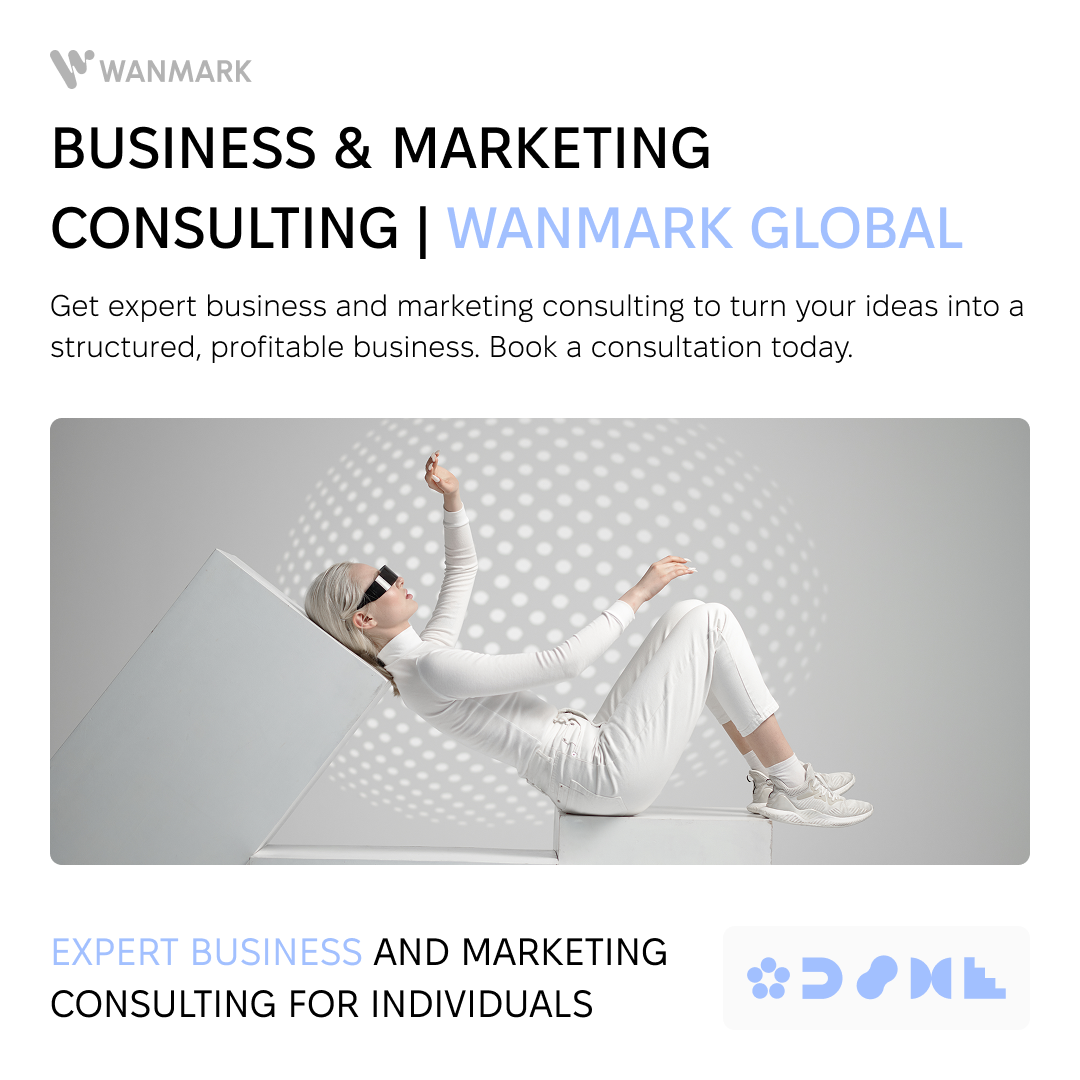 WANMARK
BUSINESS & MARKETING
CONSULTING | WANMARK GLOBAL
Get expert business and marketing consulting to turn your ideas into a
structured, profitable business. Book a consultation today.
EXPERT BUSINESS AND MARKETING
CONSULTING FOR INDIVIDUALS